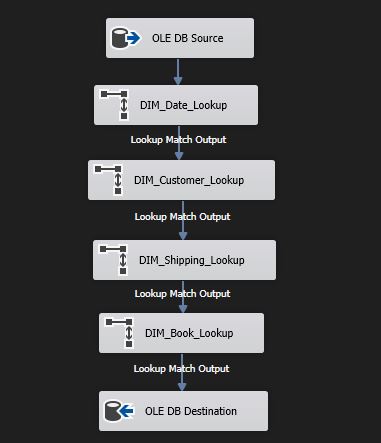 OLE DB Source
DIM_Date_Lookup
Lookup Match Output
DIM_Customer_Lookup
Lookup Match Output
DIM_Shipping_Lookup
Lookup Match Output
DIM_Book_Lookup
Lookup Match Output
OLE DB Destination